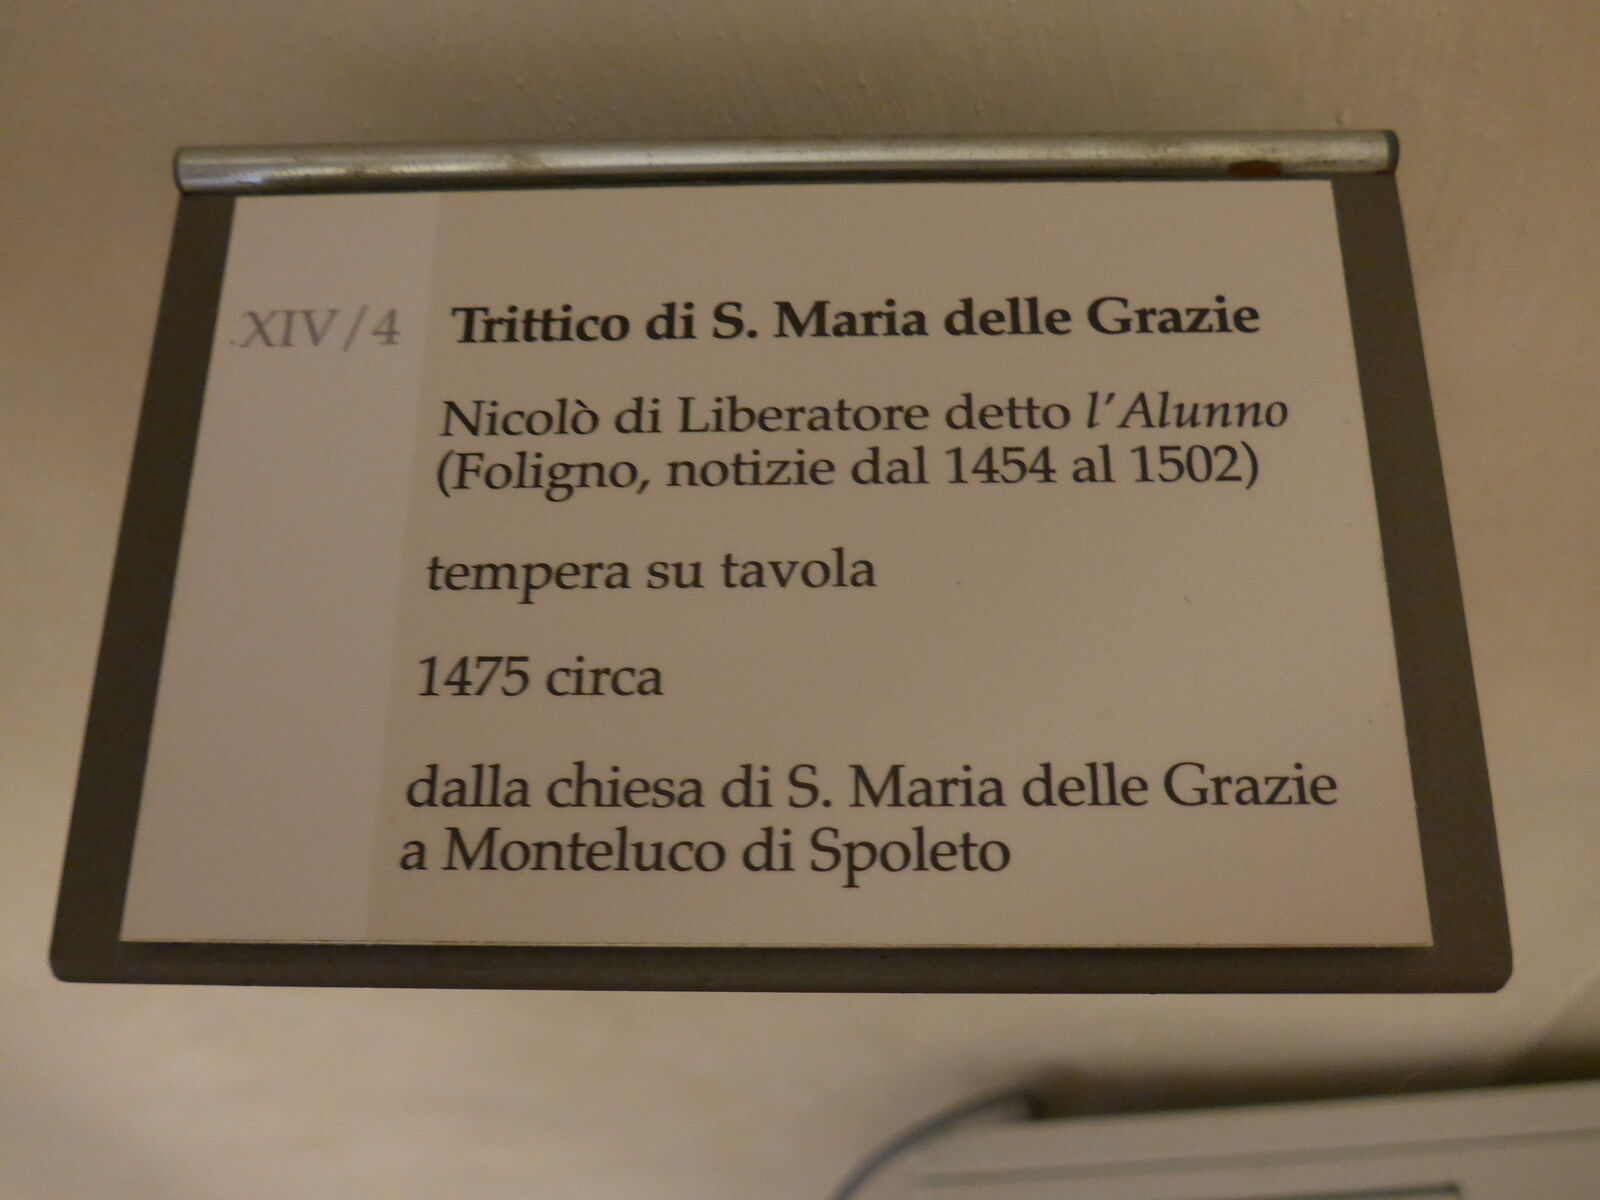 .XIV/4 Trittico di S. Maria delle Grazie
Nicolò di Liberatore detto l'Alunno
(Foligno, notizie dal 1454 al 1502)
tempera su tavola
1475 circa
dalla chiesa di S. Maria delle Grazie
a Monteluco di Spoleto